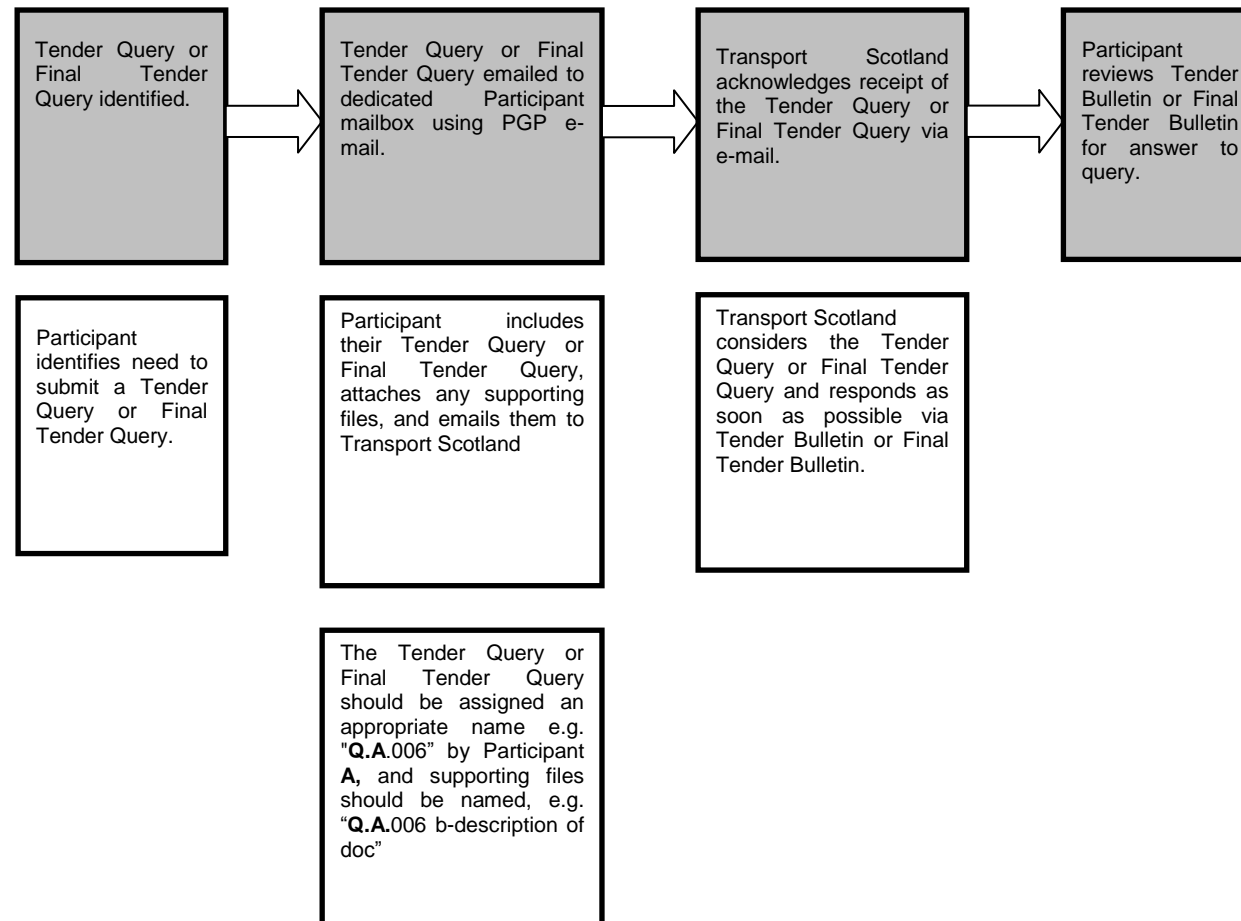 Tender Query or
Final Tender
Query identified.
Tender Query or Final
Tender Query emailed to
dedicated Participant
mailbox using PGP e-
mail.
Transport Scotland
acknowledges receipt of
the Tender Query or
Final Tender Query via
e-mail.
Participant
reviews Tender
Bulletin or Final
Tender Bulletin
for answer to
query.
Participant
identifies need to
submit a Tender
Query or Final
Tender Query.
Participant includes
their Tender Query or
Final Tender Query,
attaches any supporting
files, and emails them to
Transport Scotland
Transport Scotland
considers the Tender
Query or Final Tender
Query and responds as
soon as possible via
Tender Bulletin or Final
Tender Bulletin.
The Tender Query or
Final Tender Query
should be assigned an
appropriate name e.g.
"Q.A.006” by Participant
A, and supporting files
should be named, e.g.
“Q.A.006 b-description of
doc”